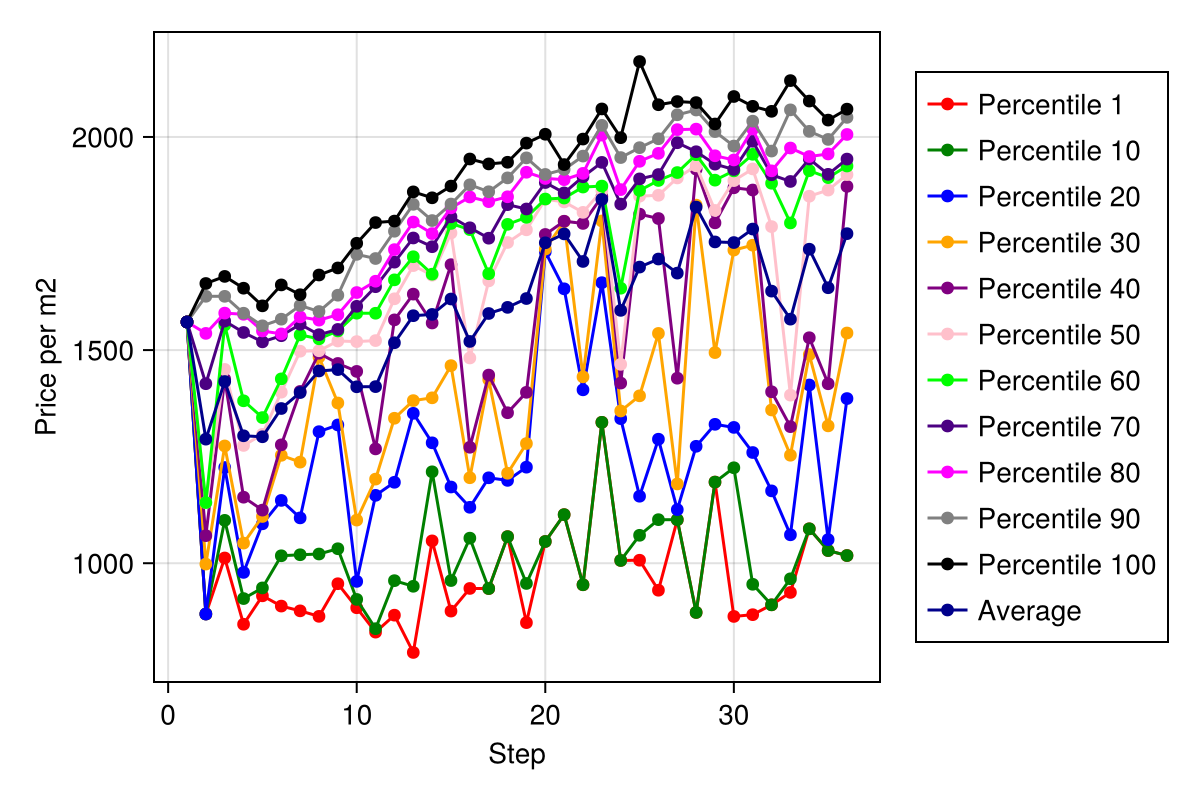 2000
1500
1000
Price per m2
0 10 20 30
Step
Percentile 1
Percentile 10
Percentile 20
Percentile 30
Percentile 40
Percentile 50
Percentile 60
Percentile 70
Percentile 80
Percentile 90
Percentile 100
Average